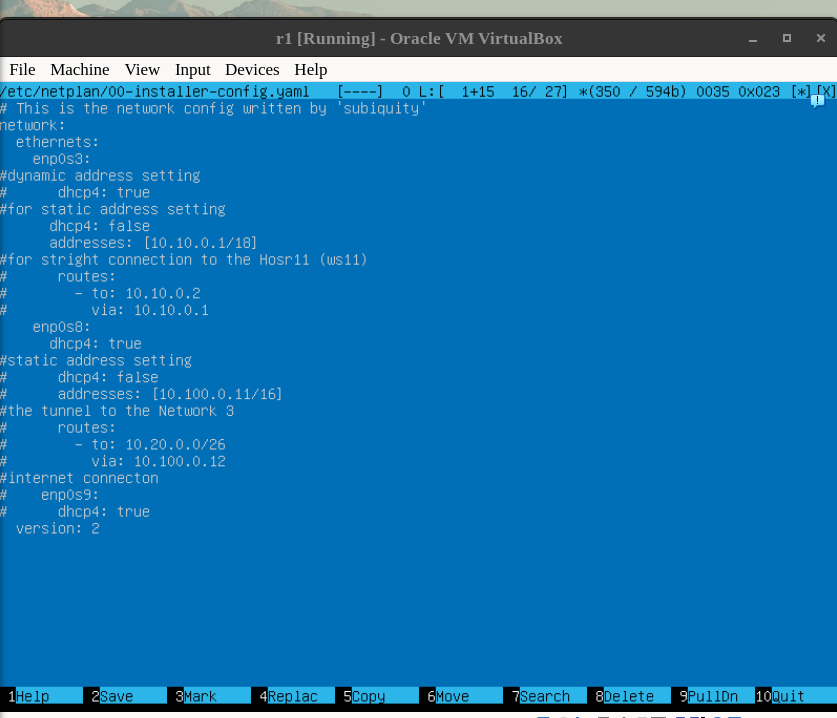 r1 [Running] - Oracle VM VirtualBox
File Machine View Input Devices Help
/etc/netplan/00-installer-config.yaml [----] 0 L:[ 1+15 16/ 27] *(350 / 594b) 0035 0x023 [*][X]
# This is the network config written by 'subiquity'
network:
  ethernets:
    enp0s3:
#dynamic address setting
#      dhcp4: true
#for static address setting
      dhcp4: false
      addresses: [10.10.0.1/18]
#for stright connection to the Hosr11 (ws11)
#      routes:
#        - to: 10.10.0.2
#          via: 10.10.0.1
    enp0s8:
      dhcp4: true
#static address setting
#      dhcp4: false
#      addresses: [10.100.0.11/16]
#the tunnel to the Network 3
#      routes:
#        - to: 10.20.0.0/26
#          via: 10.100.0.12
#internet connecton
#    enp0s9:
#      dhcp4: true
  version: 2
1Help 2Save 3Mark 4Replac 5Copy 6Move 7Search 8Delete 9PullDn 10Quit